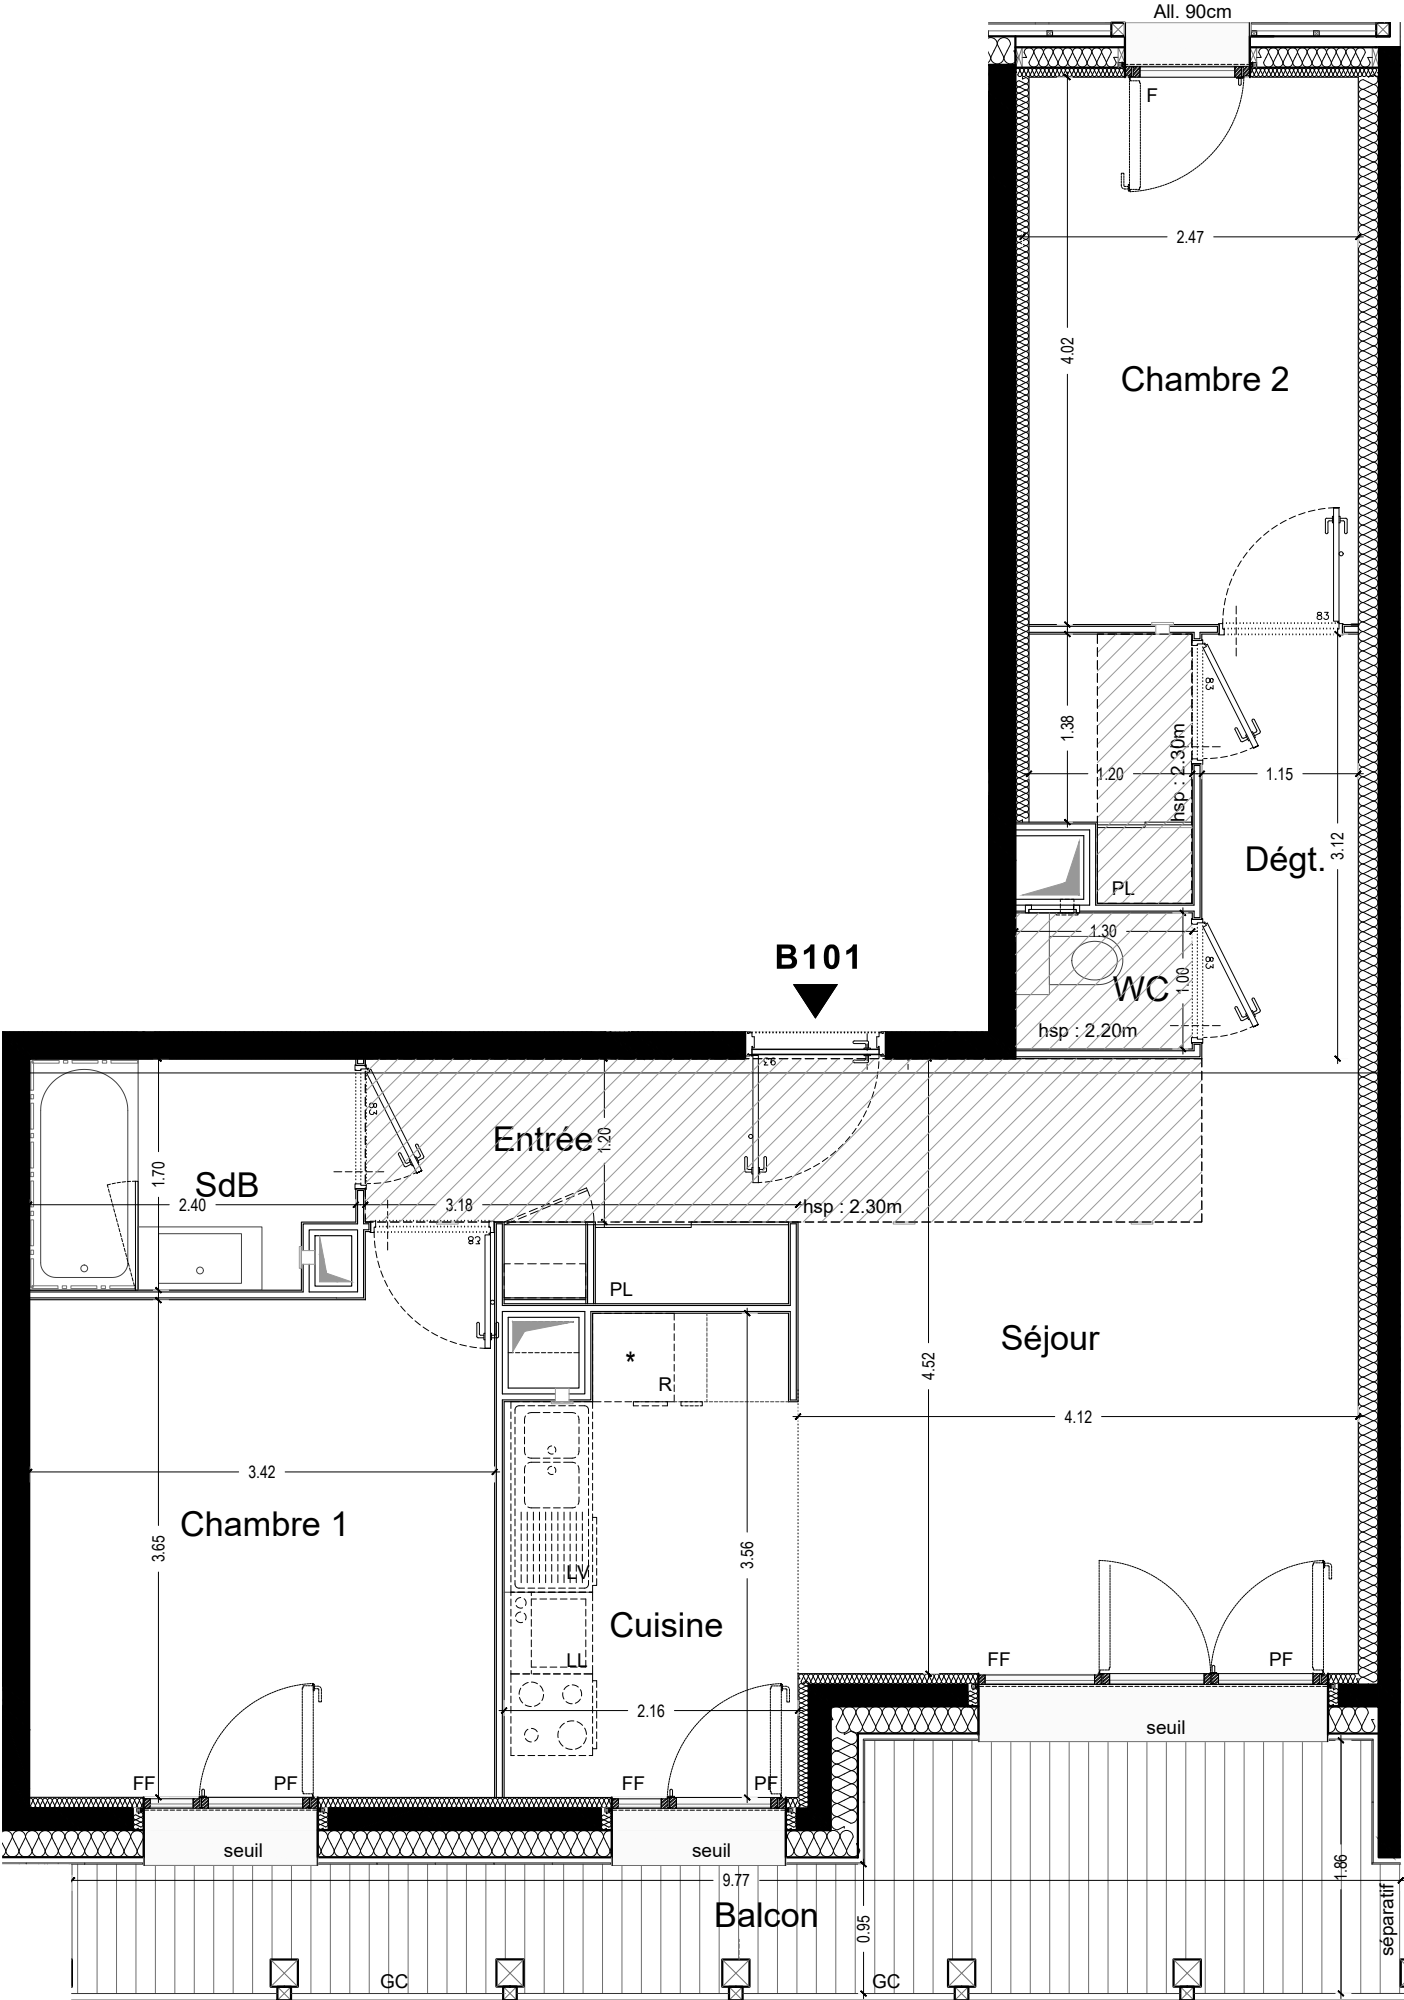 All. 90cm
F
2.47
4.02
Chambre 2
83
83
1.38
hsp : 2.30m
1.20
1.15
3.12
Dégt.
PL
1.30
B101
83
WC
1.00
hsp : 2.20m
93
83
Entrée
1.20
1.70
SdB
2.40
3.18
hsp : 2.30m
83
PL
Séjour
4.52
*
R
4.12
3.42
Chambre 1
3.65
3.56
LV
Cuisine
LL
FF
PF
2.16
seuil
FF
PF
FF
PF
seuil
seuil
9.77
1.86
Balcon
0.95
séparatif
GC
GC